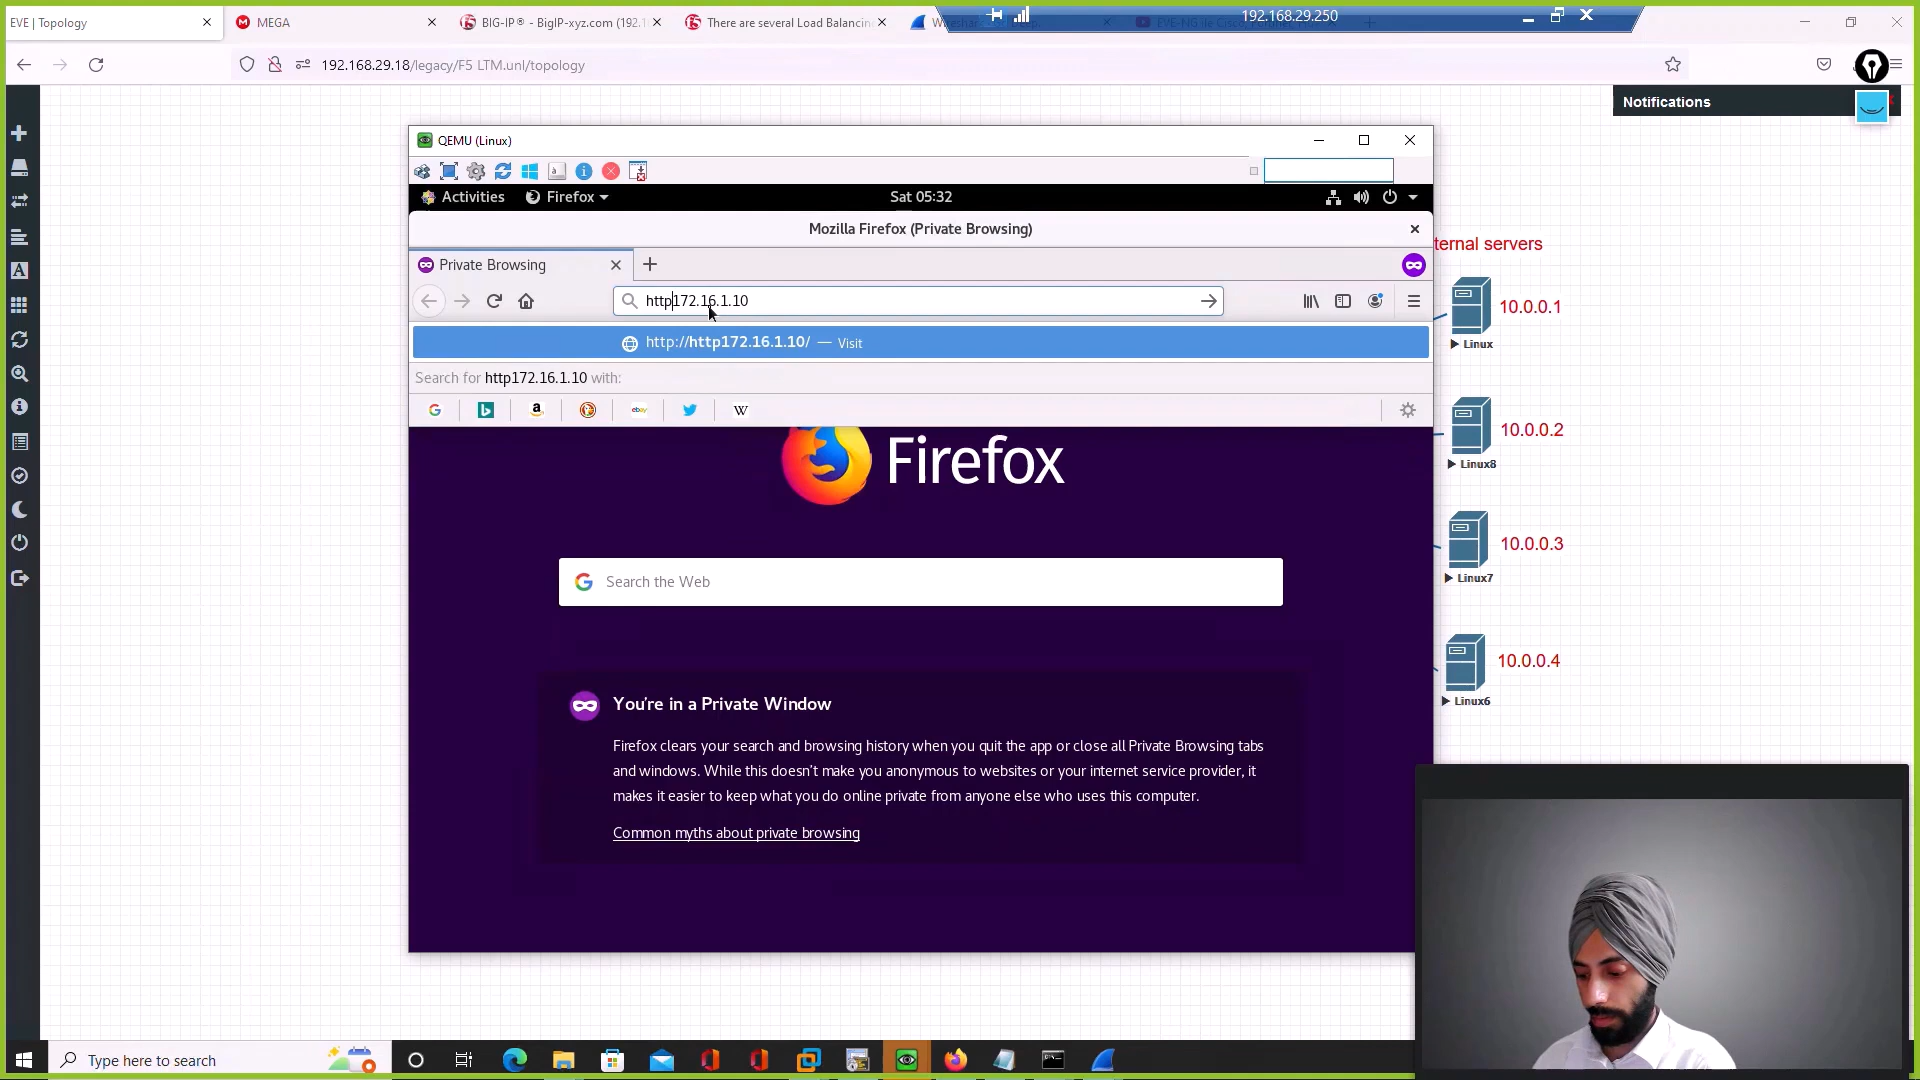 EVE | Topology
MEGA
BIG-IP® - BigIP-xyz.com (192.1
There are several Load Balancin
192.168.29.250
192.168.29.18/legacy/F5 LTM.unl/topology
Notifications
QEMU (Linux)
Activities
Firefox
Sat 05:32
Mozilla Firefox (Private Browsing)
Private Browsing
http172.16.1.10
http://http172.16.1.10/ — Visit
Search for http172.16.1.10 with:
Firefox
Search the Web
You're in a Private Window
Firefox clears your search and browsing history when you quit the app or close all Private Browsing tabs
and windows. While this doesn't make you anonymous to websites or your internet service provider, it
makes it easier to keep what you do online private from anyone else who uses this computer.
Common myths about private browsing
ternal servers
10.0.0.1
Linux
10.0.0.2
Linux8
10.0.0.3
Linux7
10.0.0.4
Linux6
Type here to search